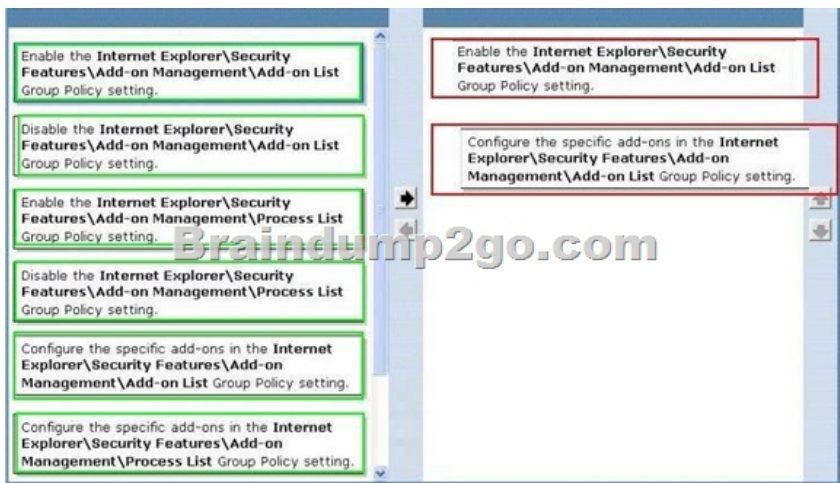 Enable the Internet Explorer\Security
Features\Add-on Management\Add-on List
Group Policy setting.
Disable the Internet Explorer\Security
Features\Add-on Management\Add-on List
Group Policy setting.
Enable the Internet Explorer\Security
Features\Add-on Management\Process List
Group Policy setting.
Disable the Internet Explorer\Security
Features\Add-on Management\Process List
Group Policy setting.
Configure the specific add-ons in the Internet
Explorer\Security Features\Add-on
Management\Add-on List Group Policy setting.
Configure the specific add-ons in the Internet
Explorer\Security Features\Add-on
Management\Process List Group Policy setting.
Enable the Internet Explorer\Security
Features\Add-on Management\Add-on List
Group Policy setting.
Configure the specific add-ons in the Internet
Explorer\Security Features\Add-on
Management\Add-on List Group Policy setting.
Braindump2go.com